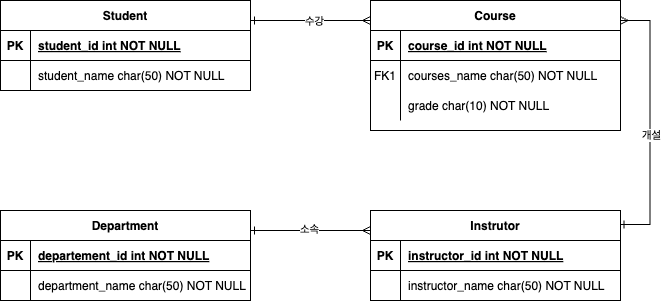 Student
수강
Course
PK student_id int NOT NULL
student_name char(50) NOT NULL
PK course_id int NOT NULL
FK1 courses_name char(50) NOT NULL
grade char(10) NOT NULL
개설
Department
소속
Instrutor
PK departement_id int NOT NULL
department_name char(50) NOT NULL
PK instructor_id int NOT NULL
instructor_name char(50) NOT NULL